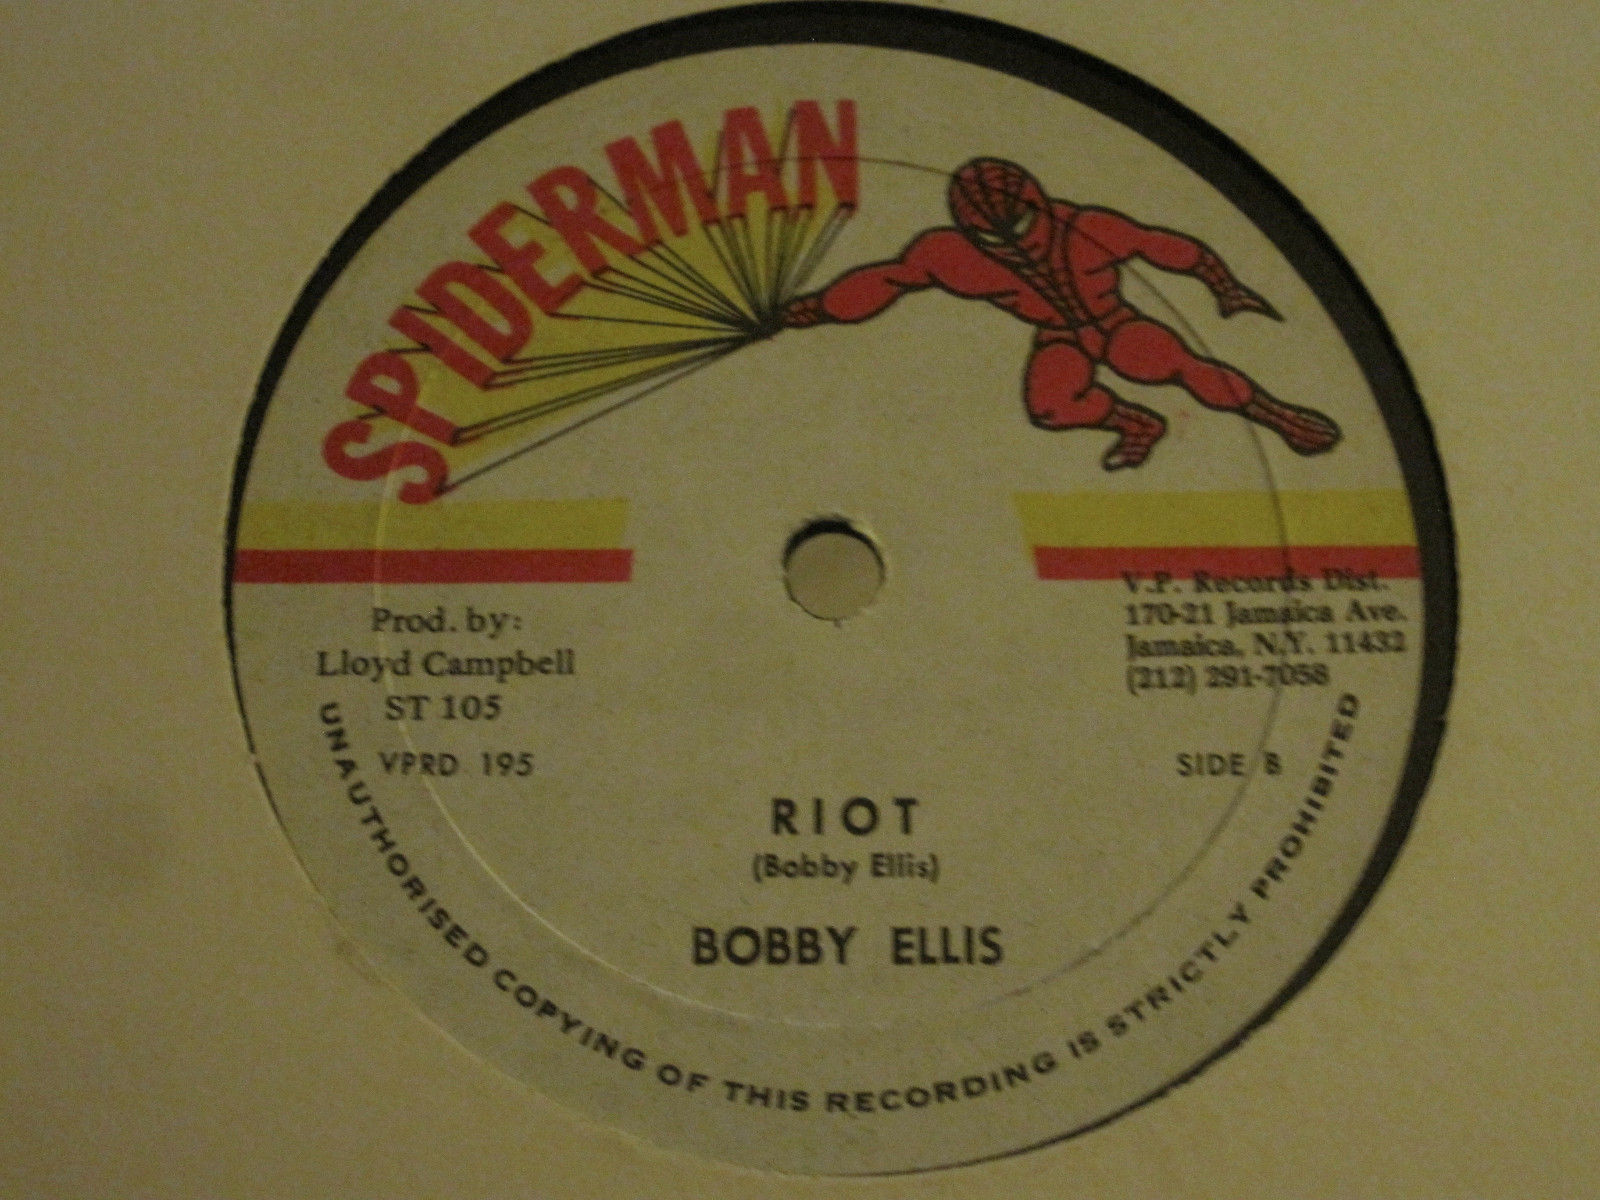 SPIDERMAN
Prod. by:
Lloyd Campbell
ST 105
VPRD 195
V.P. Records Dist.
170-21 Jamaica Ave.
Jamaica, N.Y. 11432
(212) 291-7058
SIDE B
RIOT
(Bobby Ellis)
BOBBY ELLIS
UNAUTHORISED COPYING OF THIS RECORDING IS STRICTLY PROHIBITED